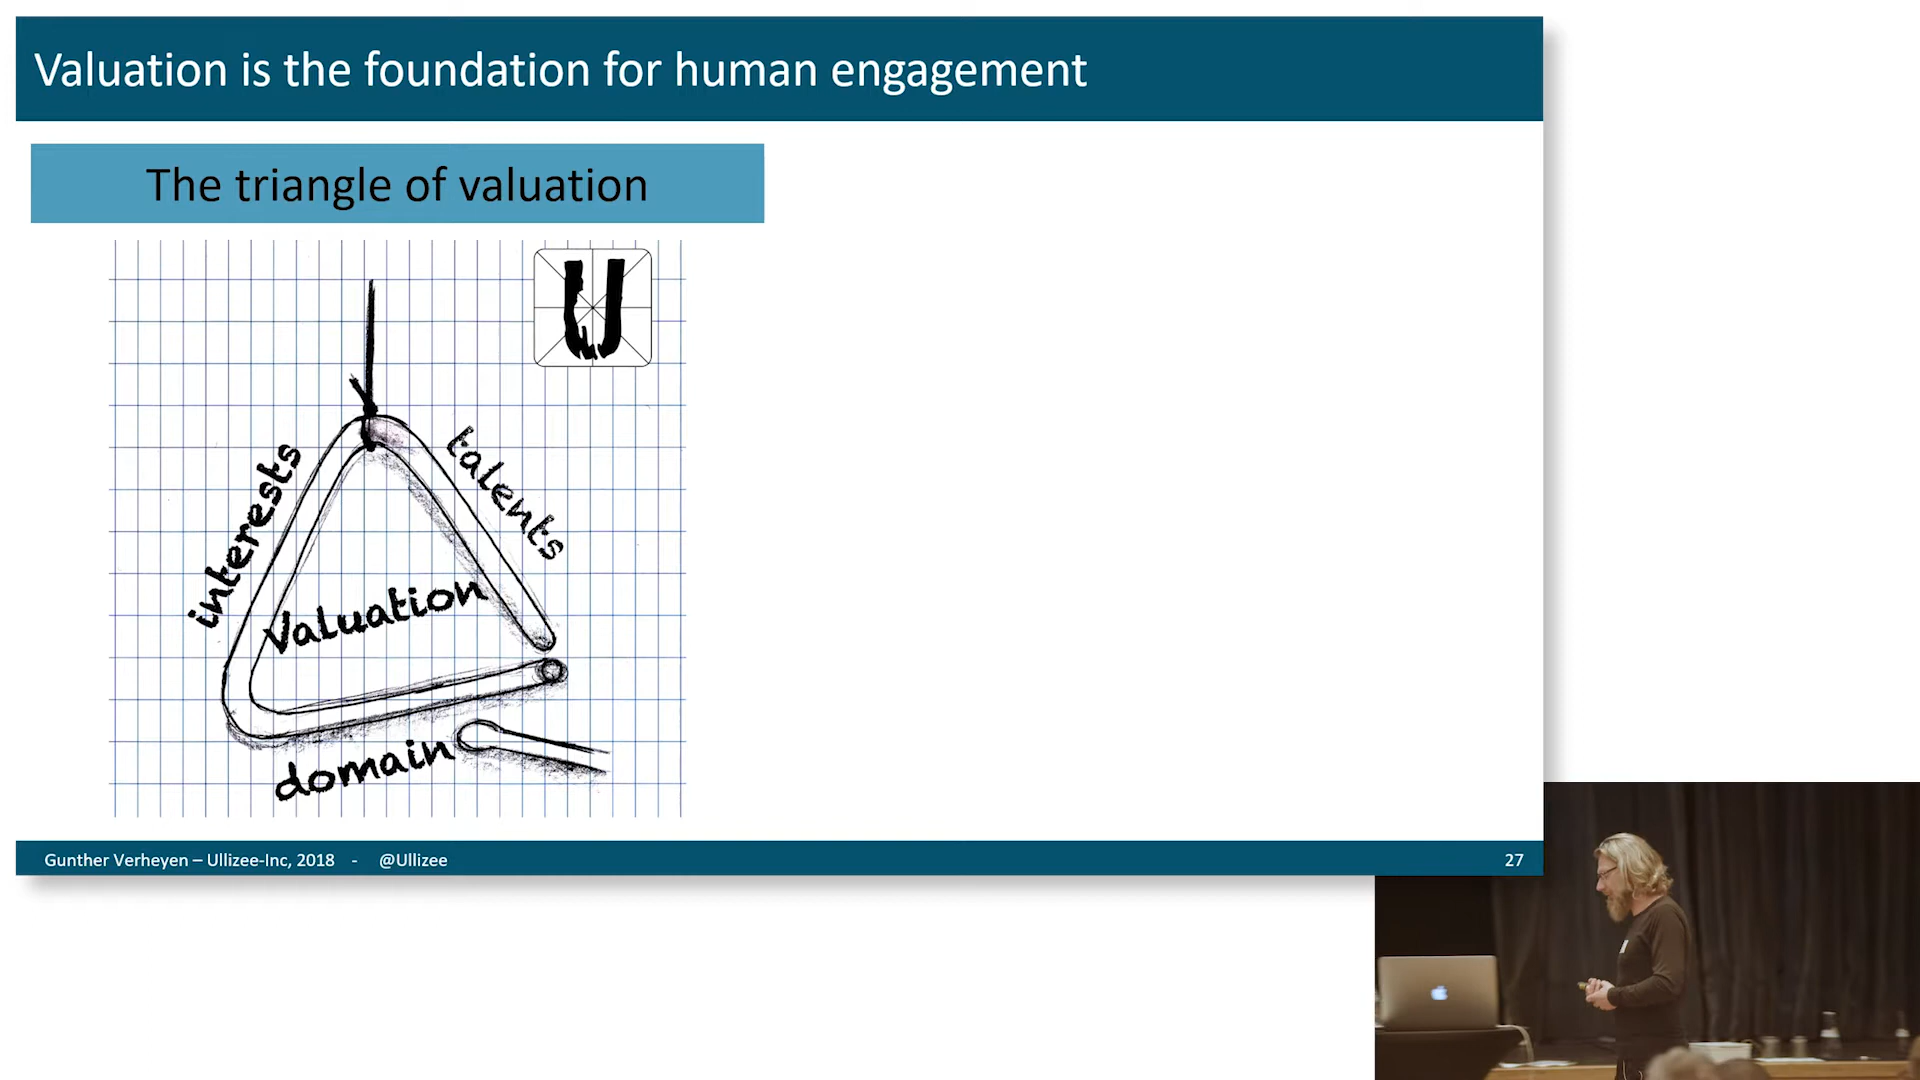 Valuation is the foundation for human engagement
The triangle of valuation
U
interests
talents
Valuation
domain
Gunther Verheyen – Ullizee-Inc, 2018 - @Ullizee
27